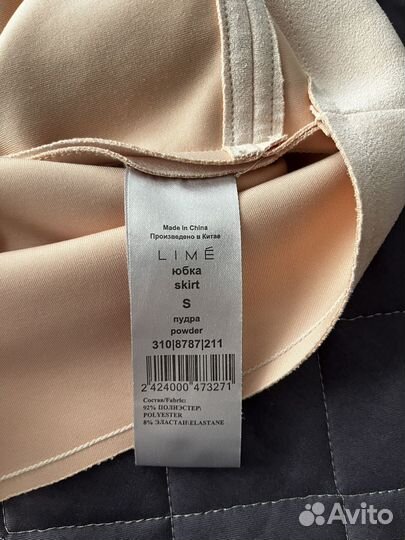 Made In China
Произведено в Китае
LIMÉ
юбка
skirt
S
пудра
powder
310|8787|211
2 424000 473271
Состав/Fabric:
92% ПОЛИЭСТЕР\
POLYESTER
8% ЭЛАСТАН\ELASTANE
Avito